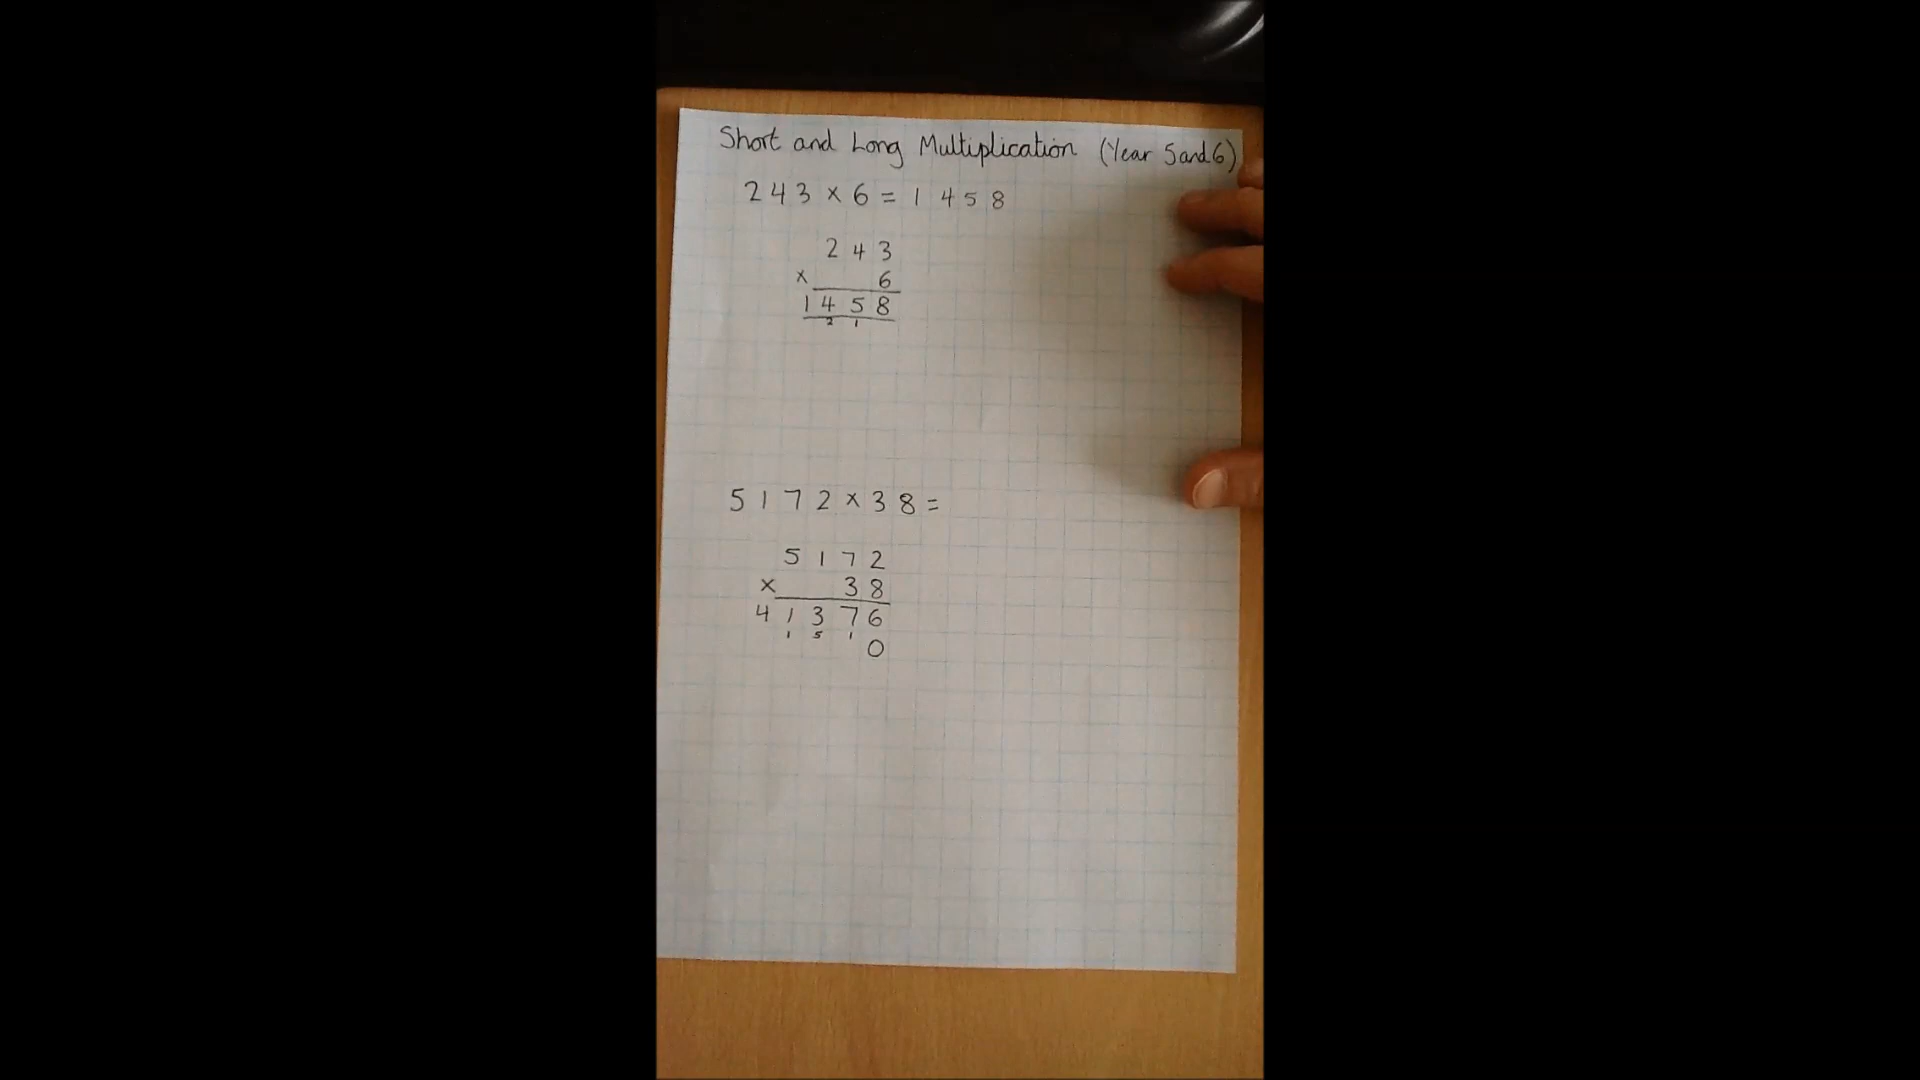 Short and Long Multiplication (Year 5 and 6)
243 × 6 = 1458
243
× 6
1458
2 1
5172 × 38 =
5172
× 38
41376
1 5 1
0